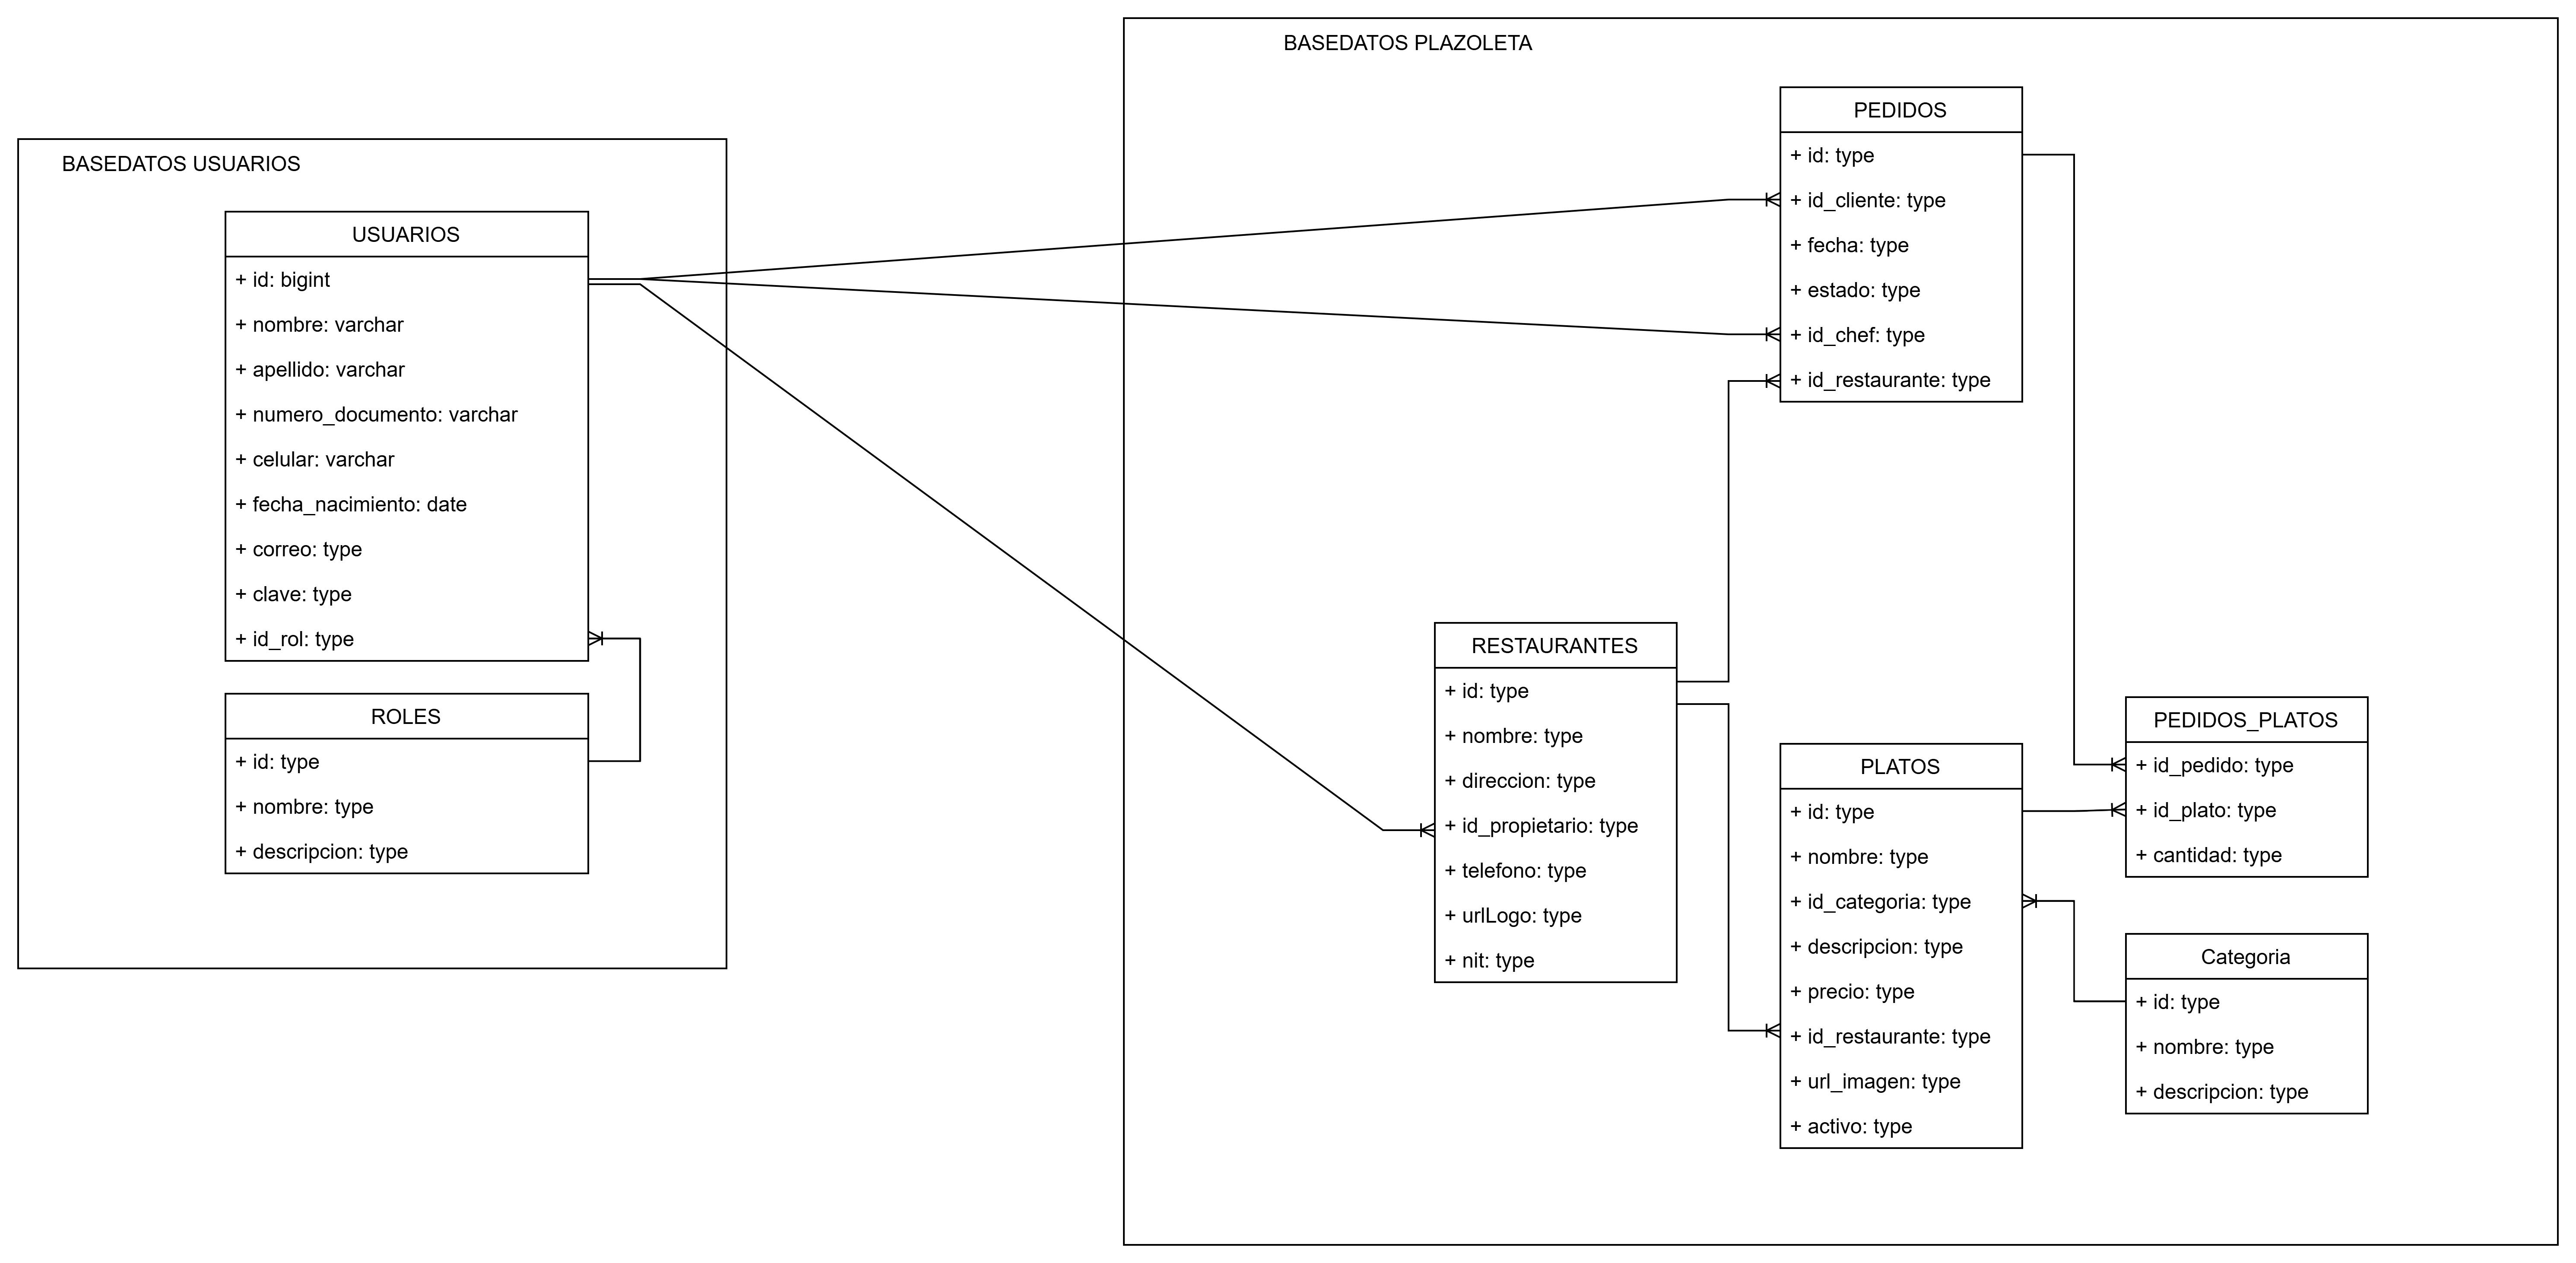 BASEDATOS USUARIOS
USUARIOS
+ id: bigint
+ nombre: varchar
+ apellido: varchar
+ numero_documento: varchar
+ celular: varchar
+ fecha_nacimiento: date
+ correo: type
+ clave: type
+ id_rol: type
ROLES
+ id: type
+ nombre: type
+ descripcion: type
BASEDATOS PLAZOLETA
PEDIDOS
+ id: type
+ id_cliente: type
+ fecha: type
+ estado: type
+ id_chef: type
+ id_restaurante: type
RESTAURANTES
+ id: type
+ nombre: type
+ direccion: type
+ id_propietario: type
+ telefono: type
+ urlLogo: type
+ nit: type
PLATOS
+ id: type
+ nombre: type
+ id_categoria: type
+ descripcion: type
+ precio: type
+ id_restaurante: type
+ url_imagen: type
+ activo: type
PEDIDOS_PLATOS
+ id_pedido: type
+ id_plato: type
+ cantidad: type
Categoria
+ id: type
+ nombre: type
+ descripcion: type